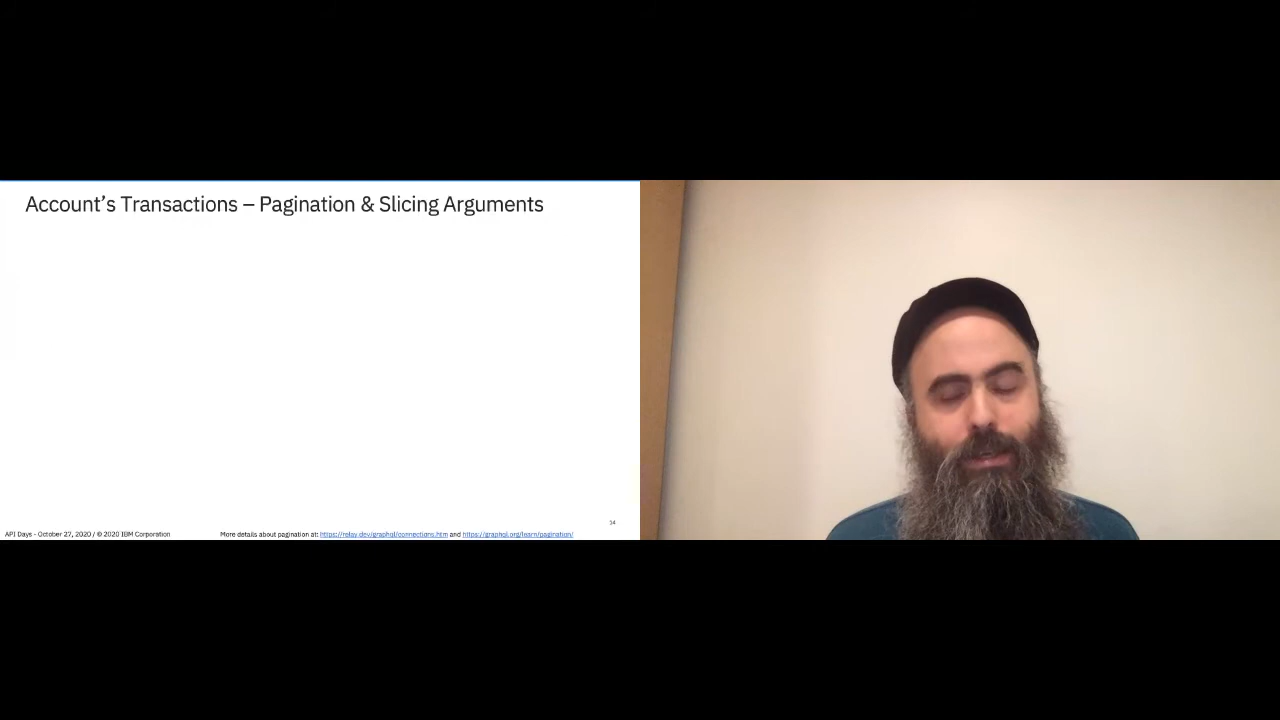 Account’s Transactions – Pagination & Slicing Arguments
14
API Days - October 27, 2020 / © 2020 IBM Corporation
More details about pagination at: https://relay.dev/graphql/connections.htm and https://graphql.org/learn/pagination/